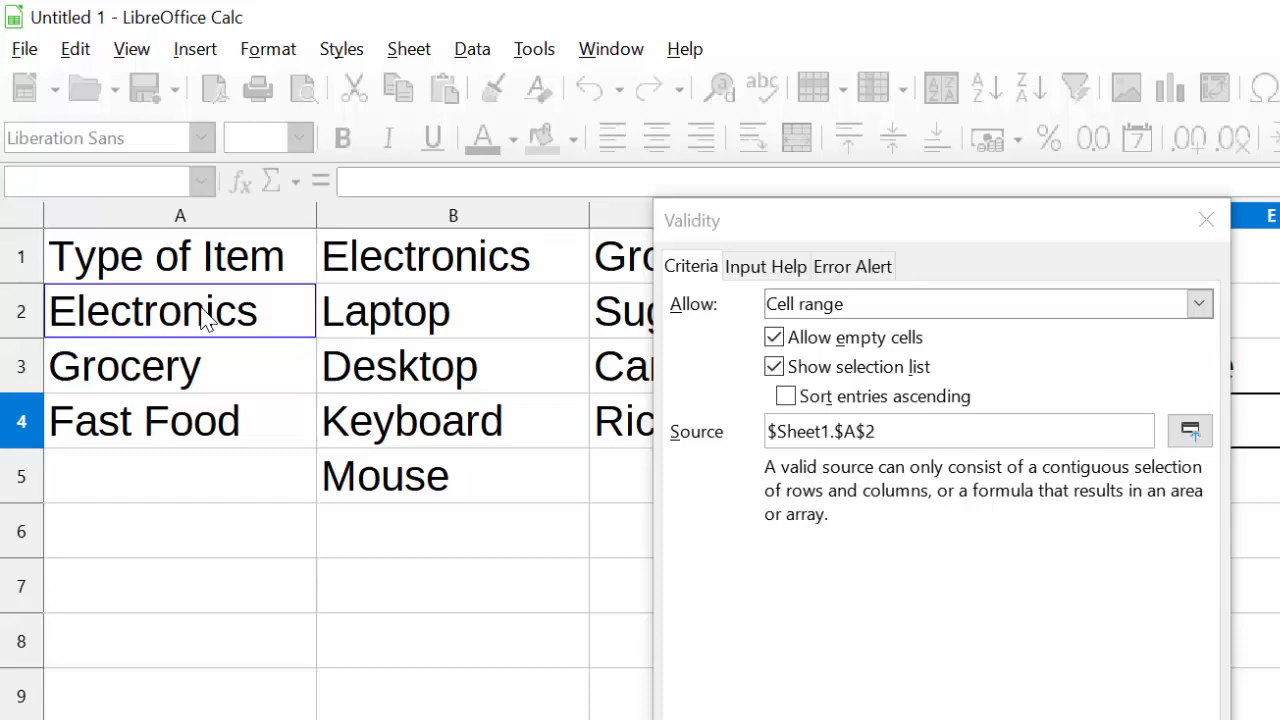 Untitled 1 - LibreOffice Calc
File Edit View Insert Format Styles Sheet Data Tools Window Help
Liberation Sans
A B E
1 Type of Item Electronics Gro
2 Electronics Laptop Sug
3 Grocery Desktop Car
4 Fast Food Keyboard Ric
5 Mouse
6
7
8
9
Validity
Criteria Input Help Error Alert
Allow: Cell range
Allow empty cells
Show selection list
Sort entries ascending
Source $Sheet1.$A$2
A valid source can only consist of a contiguous selection
of rows and columns, or a formula that results in an area
or array.